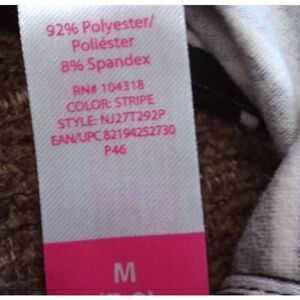 92% Polyester/
Poliéster
8% Spandex
RN# 104318
COLOR: STRIPE
STYLE: NJ27T292P
EAN/UPC 82194252730
P46
M